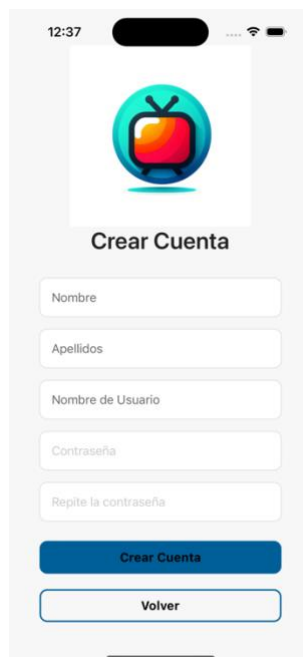 12:37
Crear Cuenta
Nombre
Apellidos
Nombre de Usuario
Contraseña
Repite la contraseña
Crear Cuenta
Volver